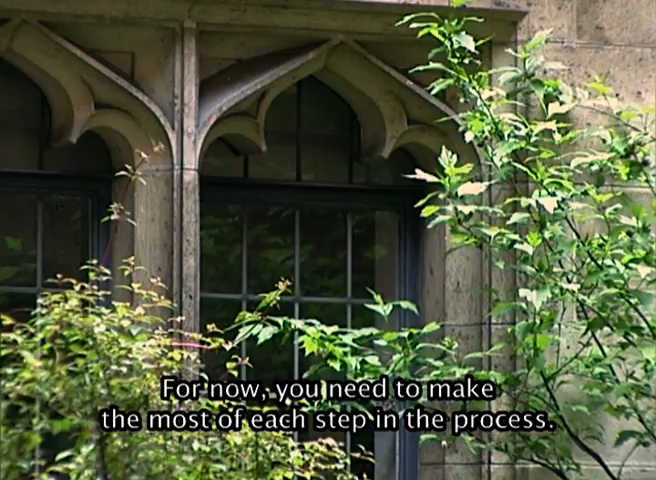 For now, you need to make
the most of each step in the process.